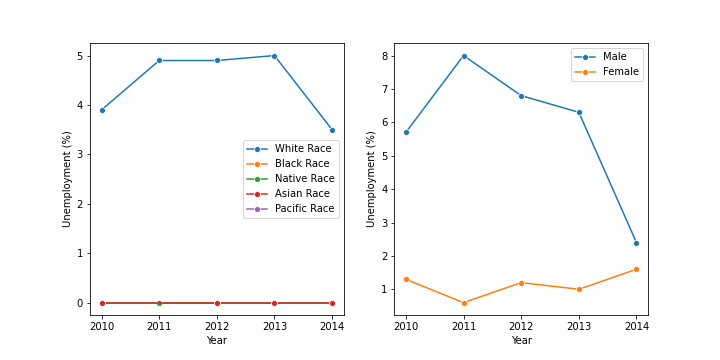 5
4
3
2
1
0
Unemployment (%)
White Race
Black Race
Native Race
Asian Race
Pacific Race
2010 2011 2012 2013 2014
Year
8
7
6
5
4
3
2
1
Unemployment (%)
Male
Female
2010 2011 2012 2013 2014
Year